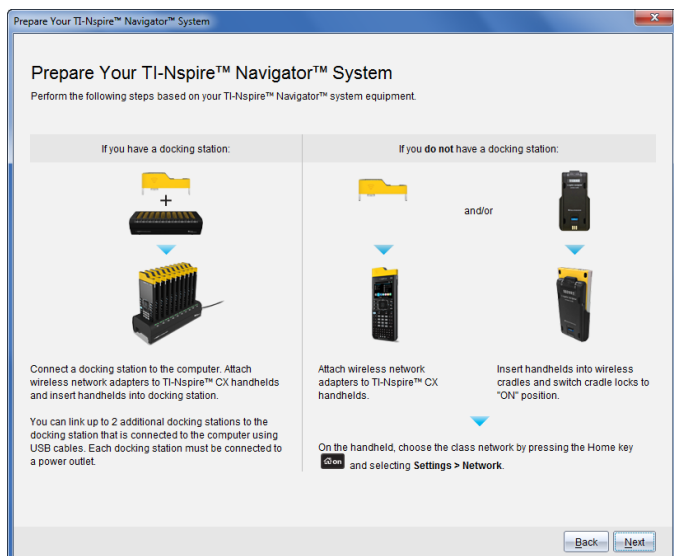 Prepare Your TI-Nspire™ Navigator™ System
Prepare Your TI-Nspire™ Navigator™ System
Perform the following steps based on your TI-Nspire™ Navigator™ system equipment.
If you have a docking station:
If you do not have a docking station:
+
and/or
Connect a docking station to the computer. Attach
wireless network adapters to TI-Nspire™ CX handhelds
and insert handhelds into docking station.
You can link up to 2 additional docking stations to the
docking station that is connected to the computer using
USB cables. Each docking station must be connected to
a power outlet.
Attach wireless network
adapters to TI-Nspire™ CX
handhelds.
Insert handhelds into wireless
cradles and switch cradle locks to
"ON" position.
On the handheld, choose the class network by pressing the Home key
on and selecting Settings > Network.
Back Next